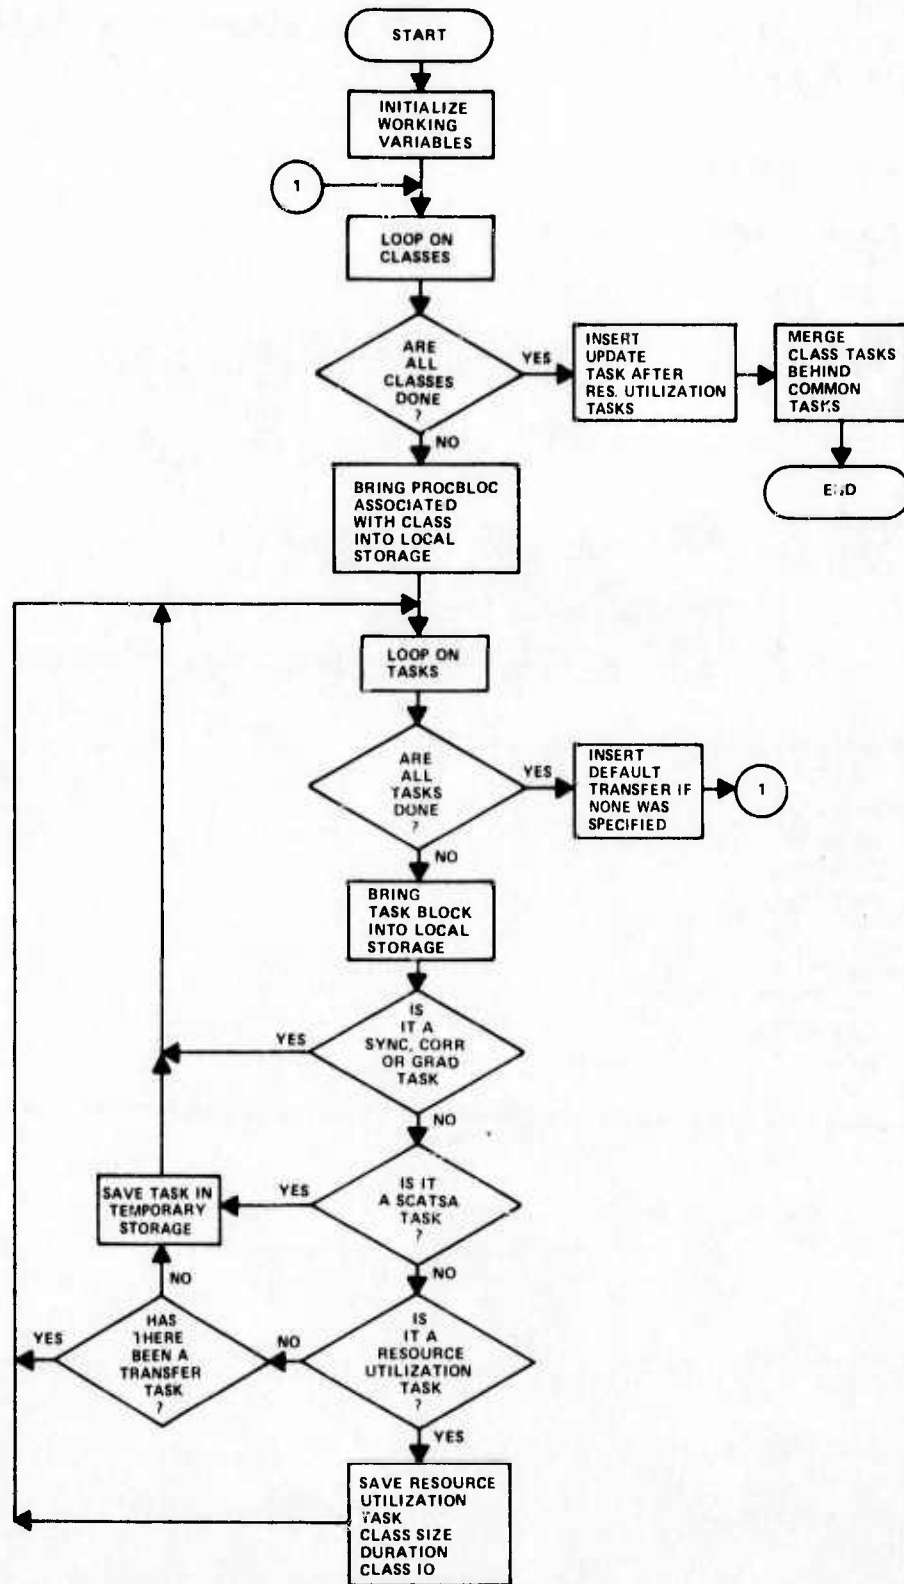 START
INITIALIZE
WORKING
VARIABLES
1
LOOP ON
CLASSES
ARE
ALL
CLASSES
DONE
?
YES
INSERT
UPDATE
TASK AFTER
RES. UTILIZATION
TASKS
MERGE
CLASS TASKS
BEHIND
COMMON
TASKS
END
NO
BRING PROCBLOC
ASSOCIATED
WITH CLASS
INTO LOCAL
STORAGE
LOOP ON
TASKS
ARE
ALL
TASKS
DONE
?
YES
INSERT
DEFAULT
TRANSFER IF
NONE WAS
SPECIFIED
1
NO
BRING
TASK BLOCK
INTO LOCAL
STORAGE
IS
IT A
SYNC, CORR
OR GRAD
TASK
YES
NO
IS IT
A SCATSA
TASK
?
YES
SAVE TASK IN
TEMPORARY
STORAGE
NO
IS
IT A
RESOURCE
UTILIZATION
TASK
?
NO
HAS
THERE
BEEN A
TRANSFER
TASK
?
NO
YES
YES
SAVE RESOURCE
UTILIZATION
TASK
CLASS SIZE
DURATION
CLASS IO